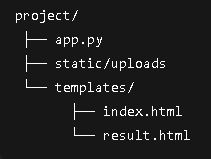 project/
├── app.py
├── static/uploads
└── templates/
    ├── index.html
    └── result.html